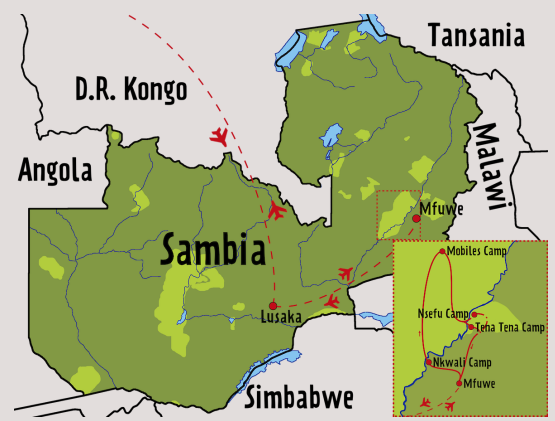 Tansania
D.R. Kongo
Malawi
Angola
Mfuwe
Sambia
Mobiles Camp
Lusaka
Nsefu Camp
Tena Tena Camp
Nkwali Camp
Mfuwe
Simbabwe